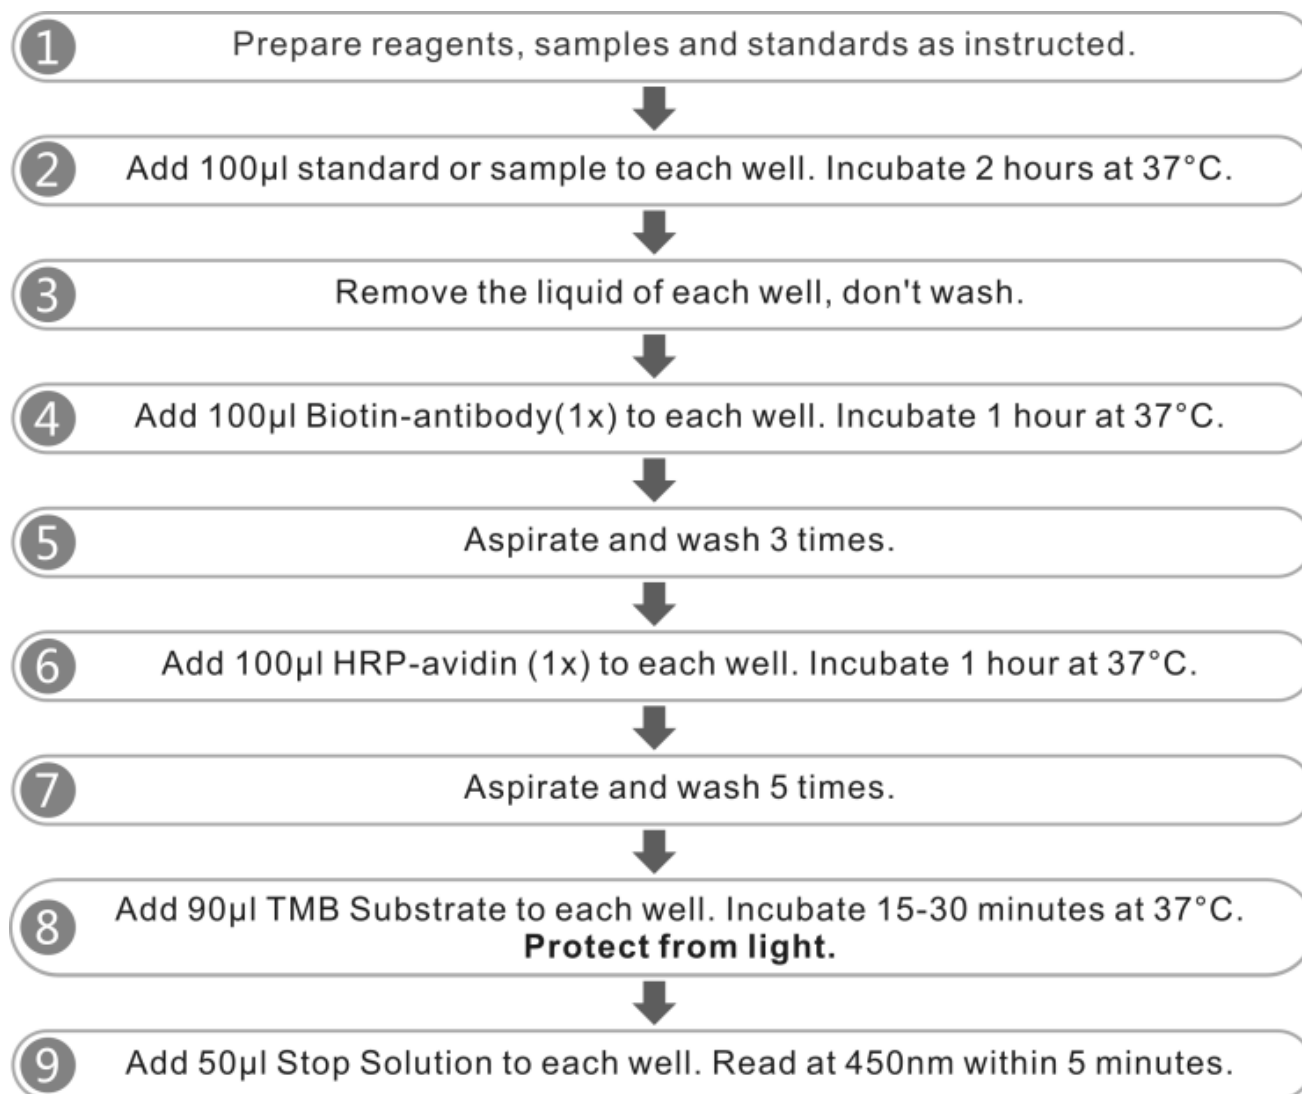 1 Prepare reagents, samples and standards as instructed.
2 Add 100µl standard or sample to each well. Incubate 2 hours at 37°C.
3 Remove the liquid of each well, don't wash.
4 Add 100µl Biotin-antibody(1x) to each well. Incubate 1 hour at 37°C.
5 Aspirate and wash 3 times.
6 Add 100µl HRP-avidin (1x) to each well. Incubate 1 hour at 37°C.
7 Aspirate and wash 5 times.
8 Add 90µl TMB Substrate to each well. Incubate 15-30 minutes at 37°C.
Protect from light.
9 Add 50µl Stop Solution to each well. Read at 450nm within 5 minutes.